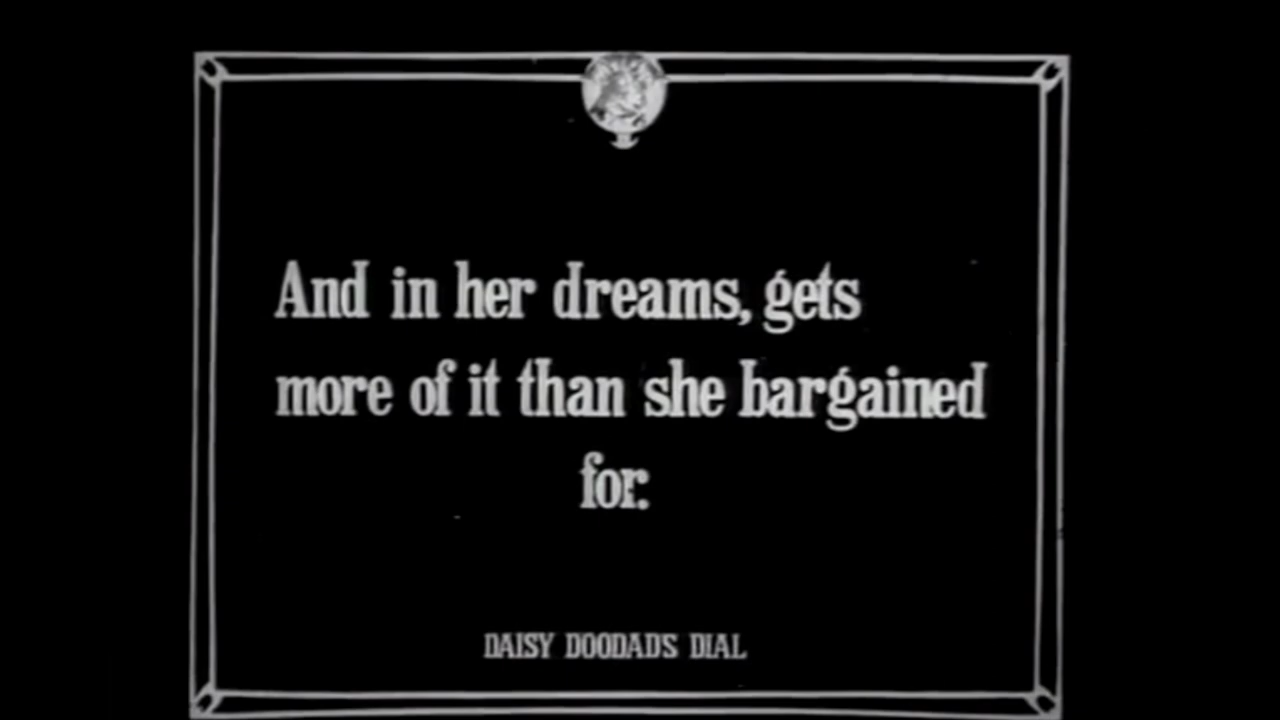 And in her dreams, gets
more of it than she bargained
for.
DAISY DOODAD'S DIAL